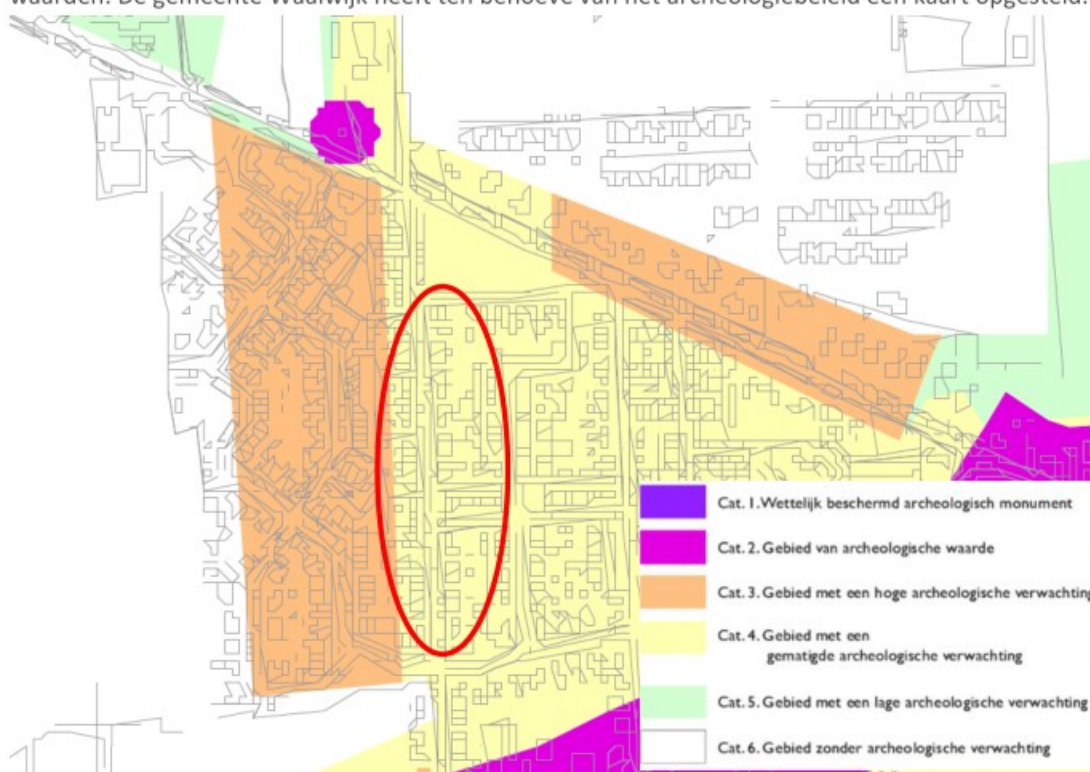 waarden. De gemeente Waalwijk heeft ten behoeve van het archeologiebeleid een kaart opgesteld.
Cat. 1. Wettelijk beschermd archeologisch monument
Cat. 2. Gebied van archeologische waarde
Cat. 3. Gebied met een hoge archeologische verwachting
Cat. 4. Gebied met een
gematigde archeologische verwachting
Cat. 5. Gebied met een lage archeologische verwachting
Cat. 6. Gebied zonder archeologische verwachting